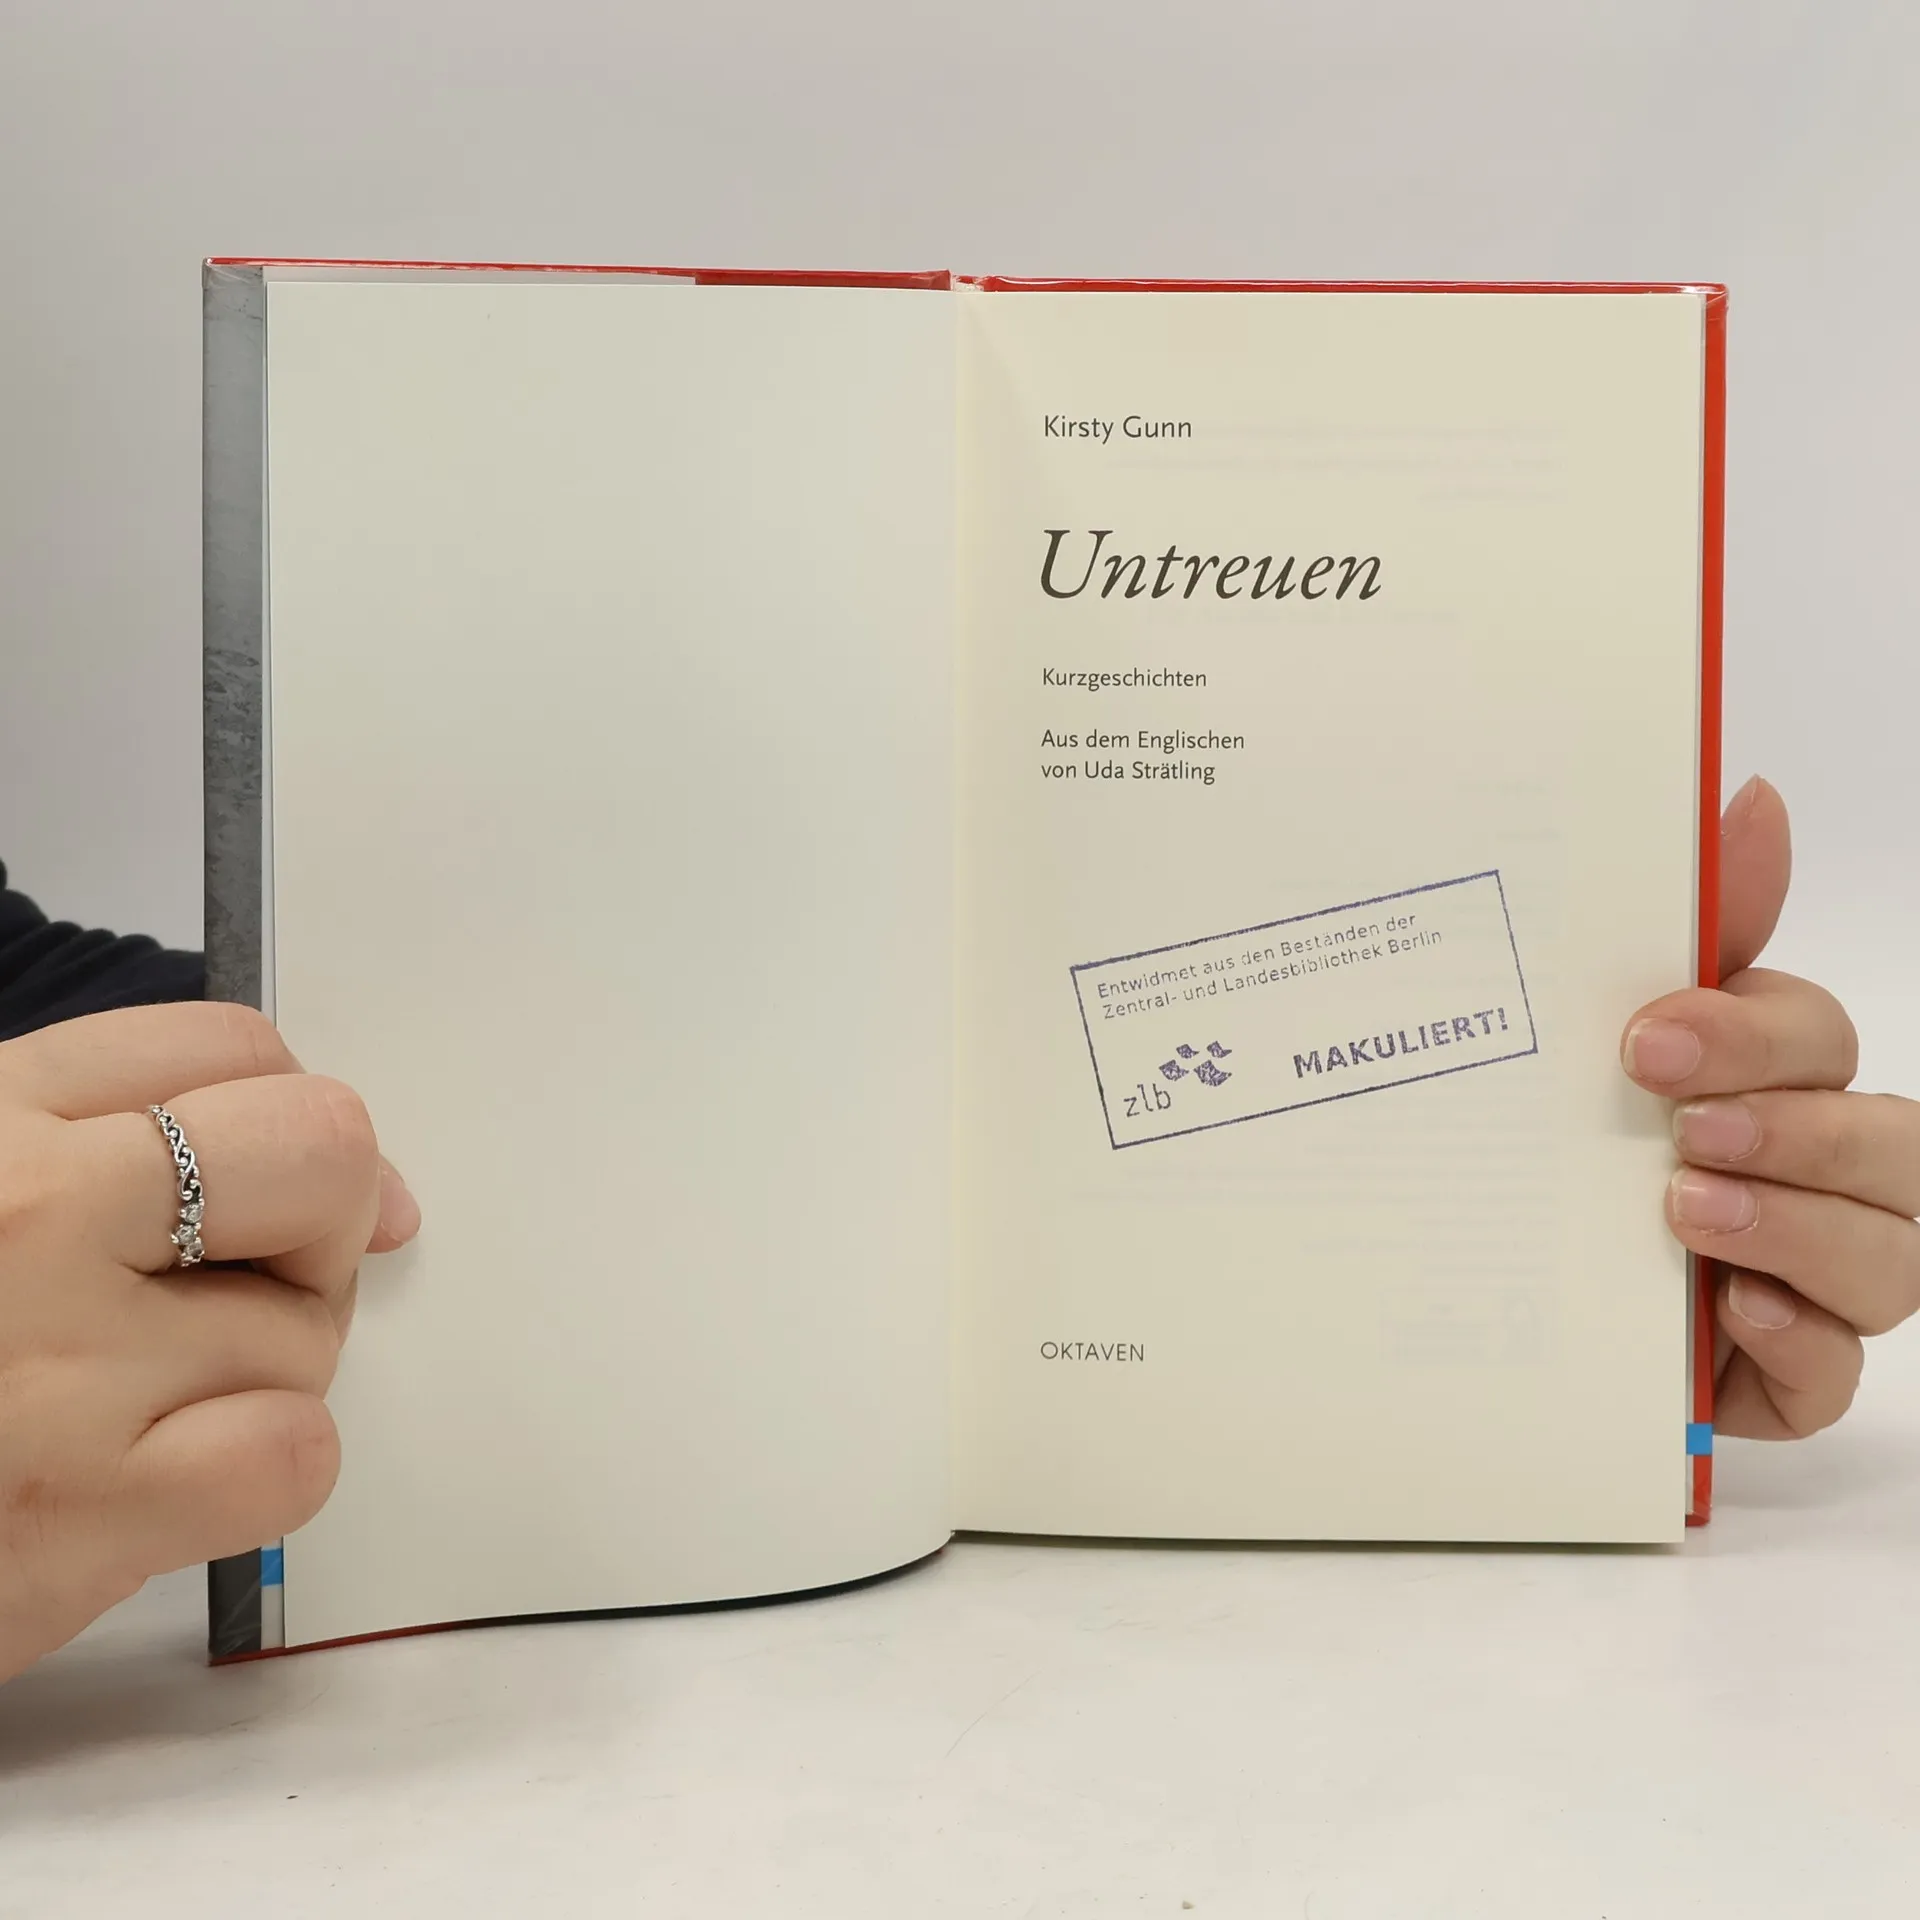 Kirsty Gunn
Untreuen
Kurzgeschichten
Aus dem Englischen
von Uda Strätling
Entwidmet aus den Beständen der
Zentral- und Landesbibliothek Berlin
MAKULIERT!
zlb
OKTAVEN